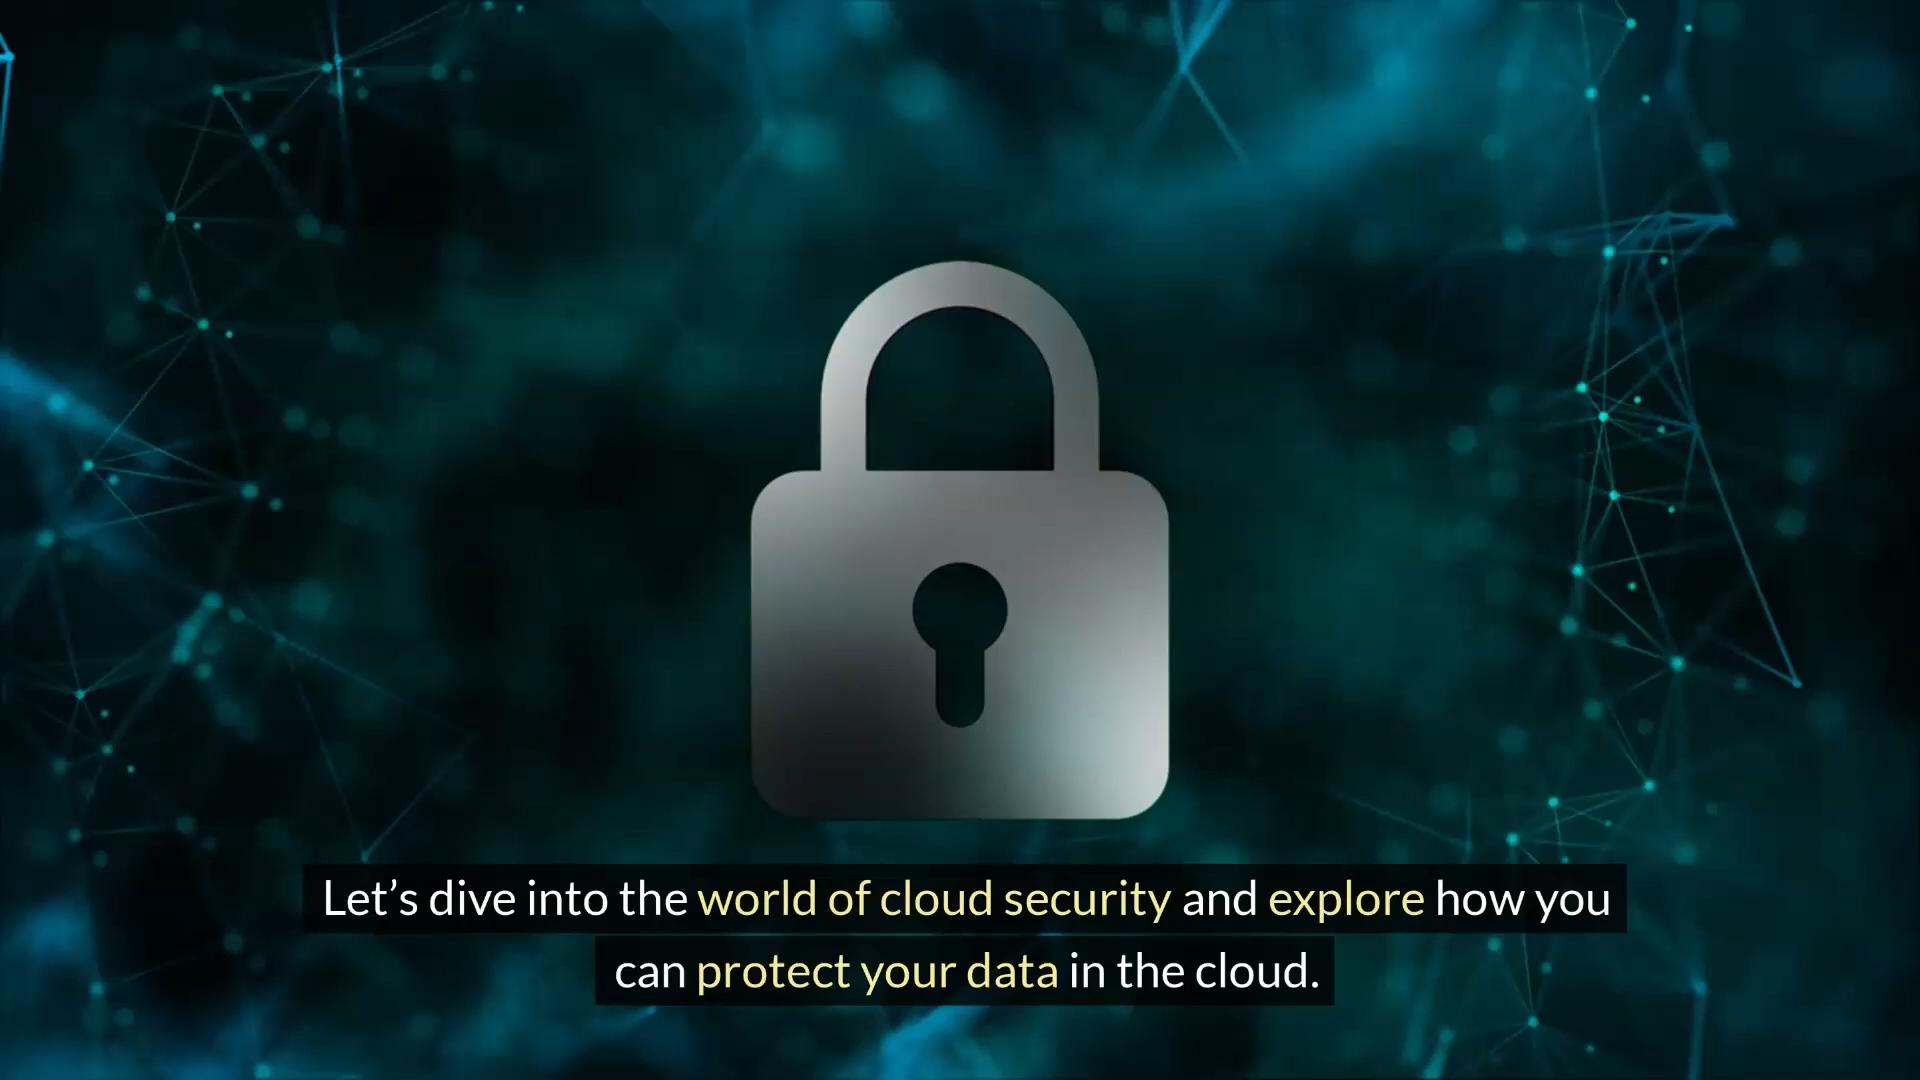 Let’s dive into the world of cloud security and explore how you
can protect your data in the cloud.